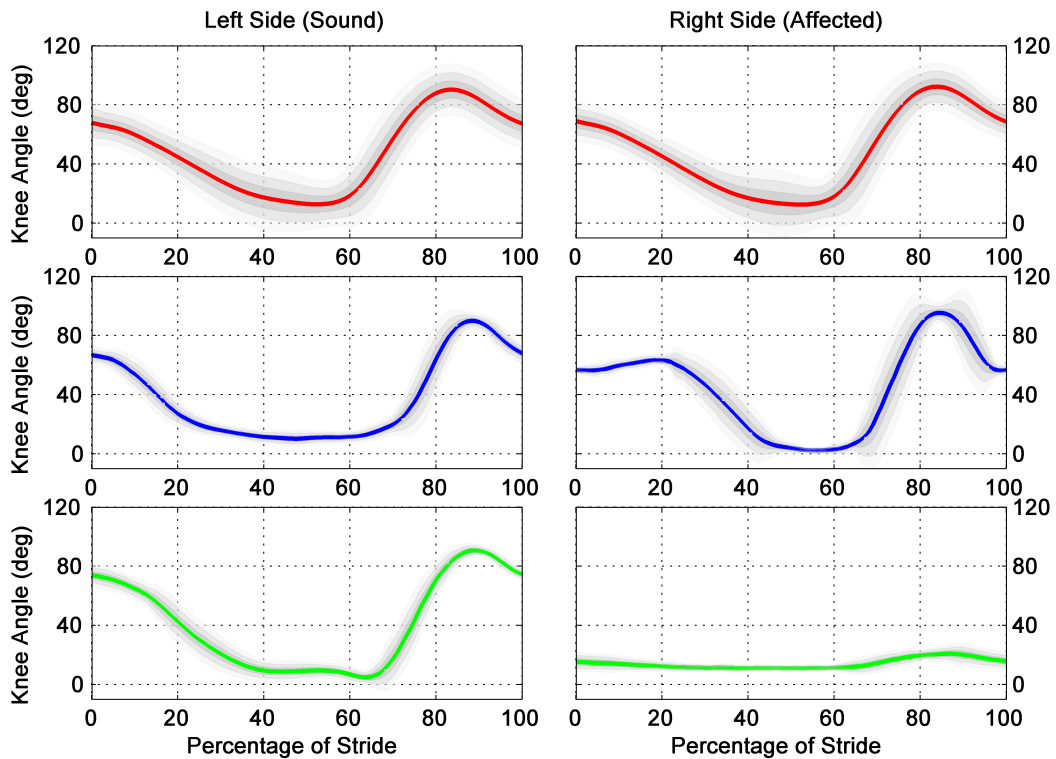 Left Side (Sound) Right Side (Affected)
Knee Angle (deg)
120 120
80 80
40 40
0 0
0 20 40 60 80 100 0 20 40 60 80 100
Knee Angle (deg)
120 120
80 80
40 40
0 0
0 20 40 60 80 100 0 20 40 60 80 100
Knee Angle (deg)
120 120
80 80
40 40
0 0
0 20 40 60 80 100 0 20 40 60 80 100
Percentage of Stride Percentage of Stride